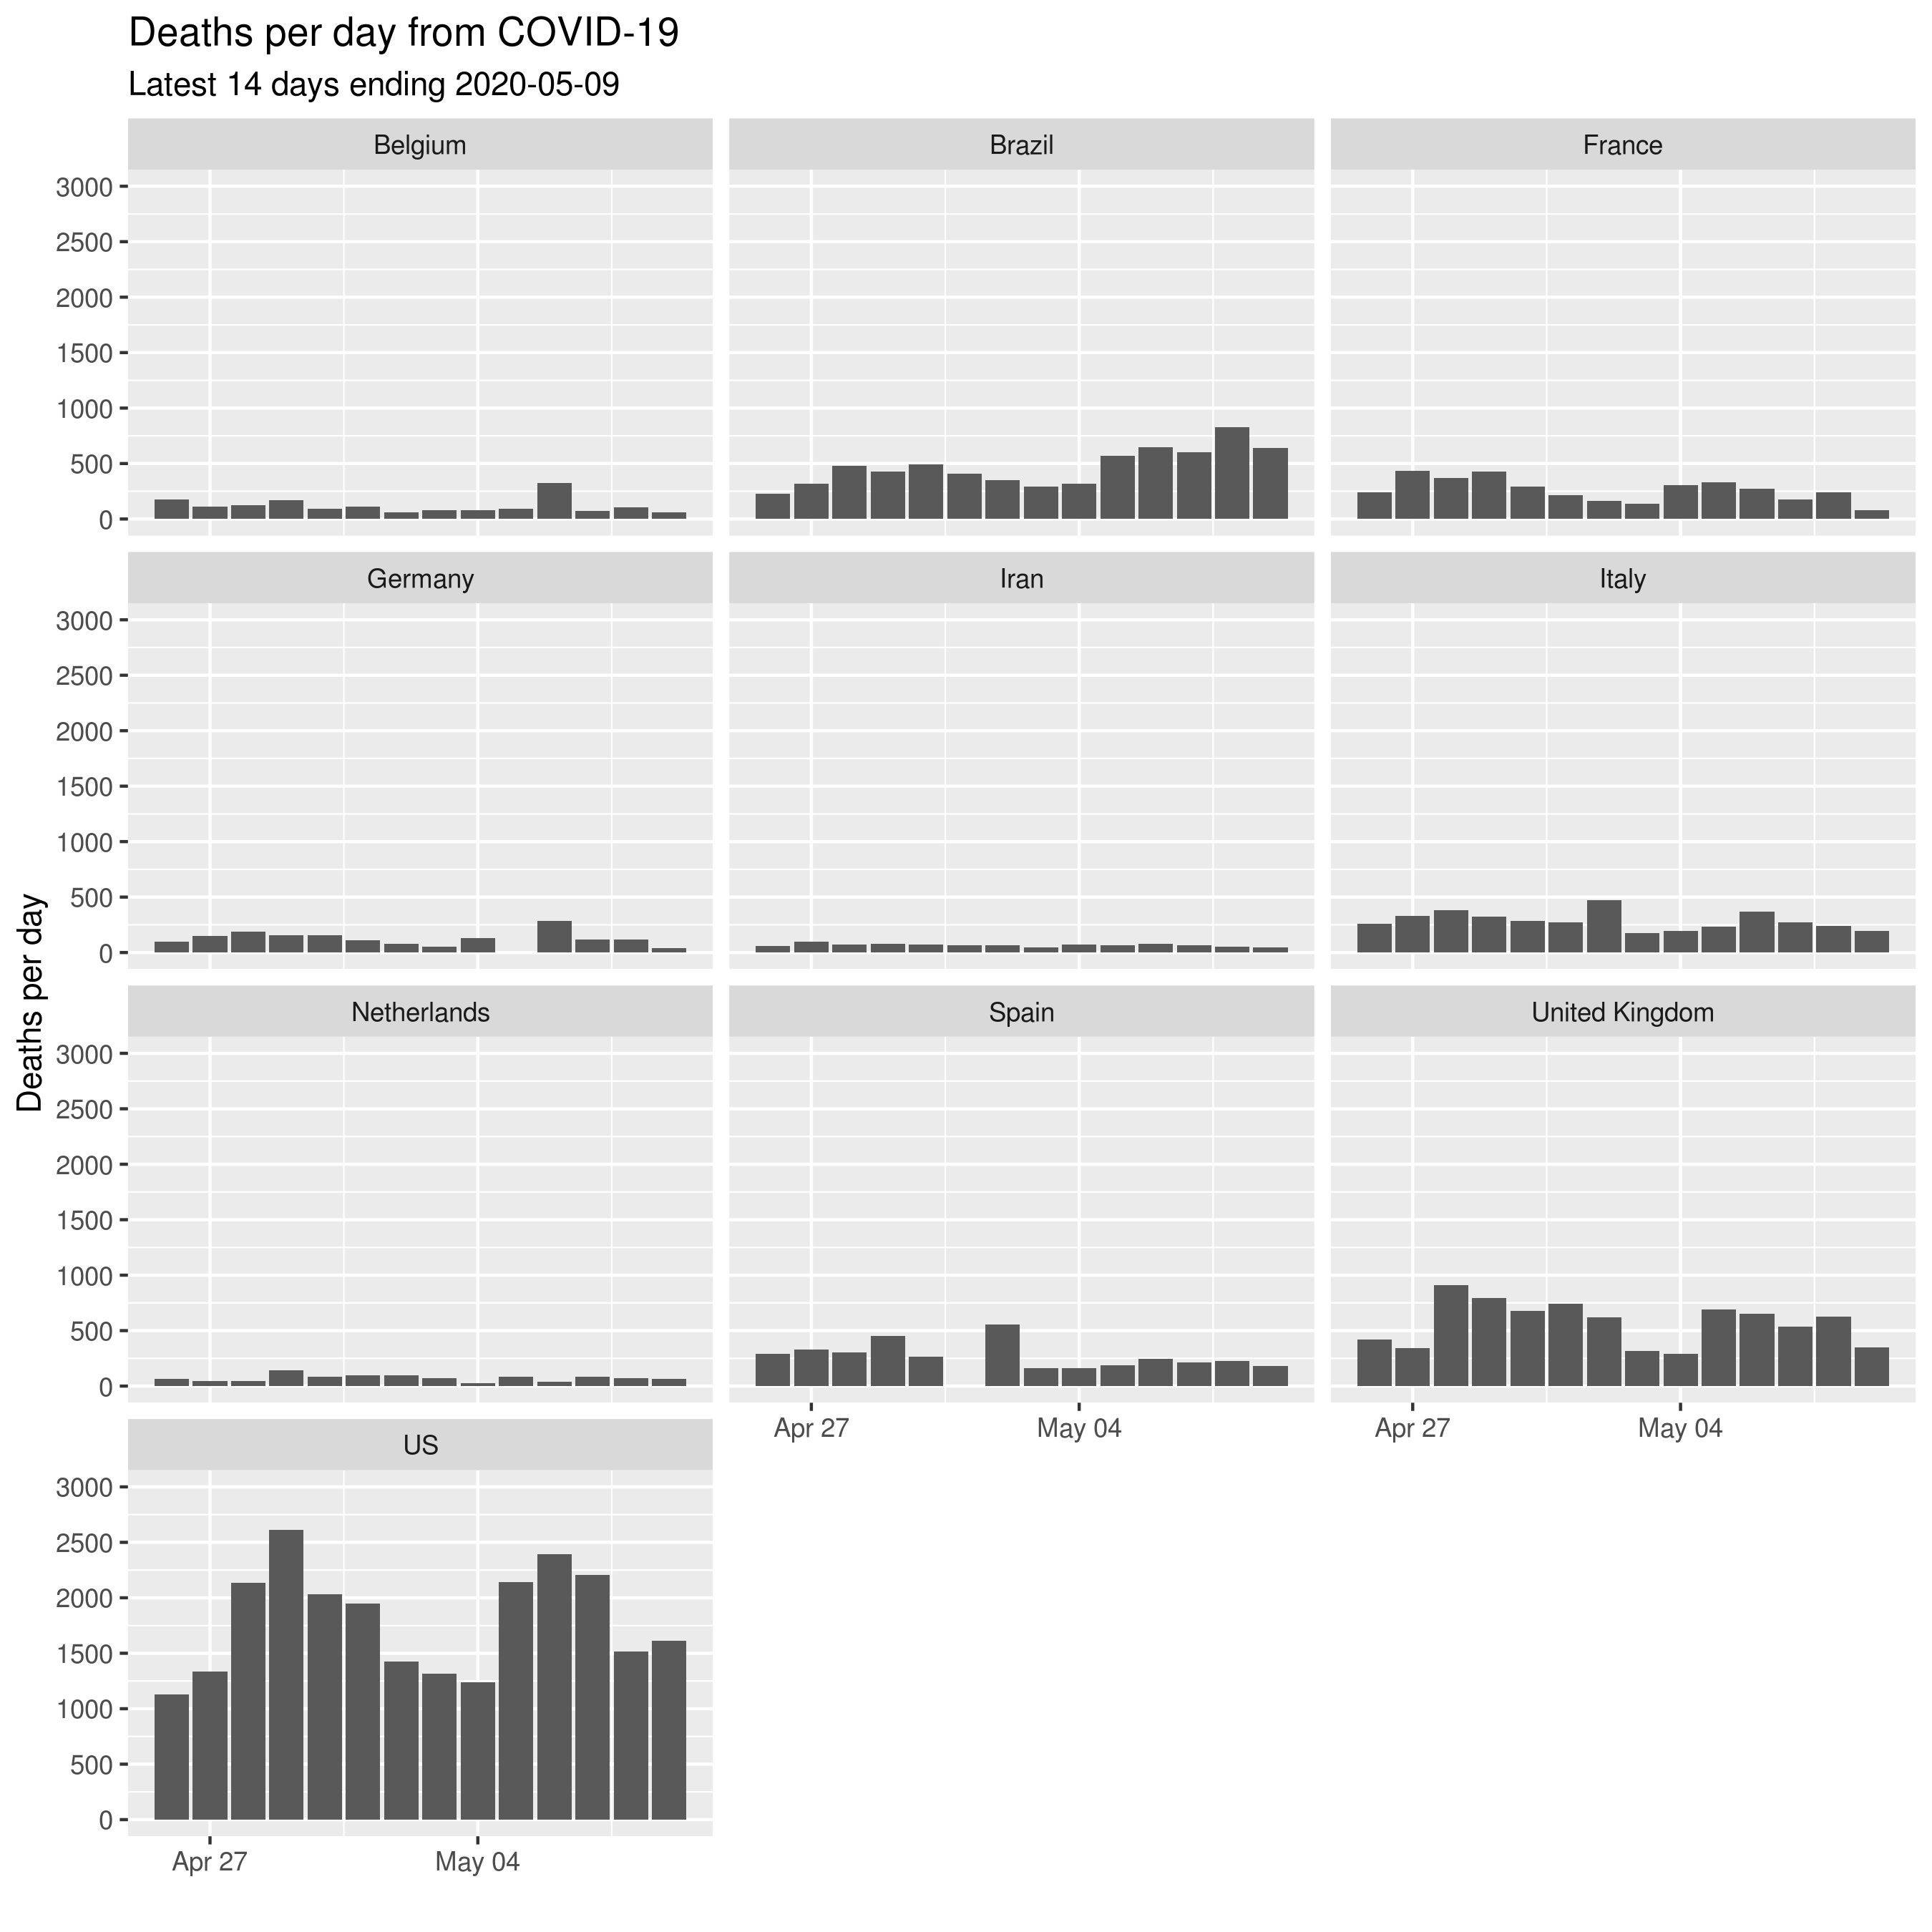 Deaths per day from COVID-19
Latest 14 days ending 2020-05-09
Belgium
Brazil
France
3000
2500
2000
1500
1000
500
0
Germany
Iran
Italy
3000
2500
2000
1500
1000
500
0
Deaths per day
Netherlands
Spain
United Kingdom
3000
2500
2000
1500
1000
500
0
Apr 27
May 04
Apr 27
May 04
US
3000
2500
2000
1500
1000
500
0
Apr 27
May 04